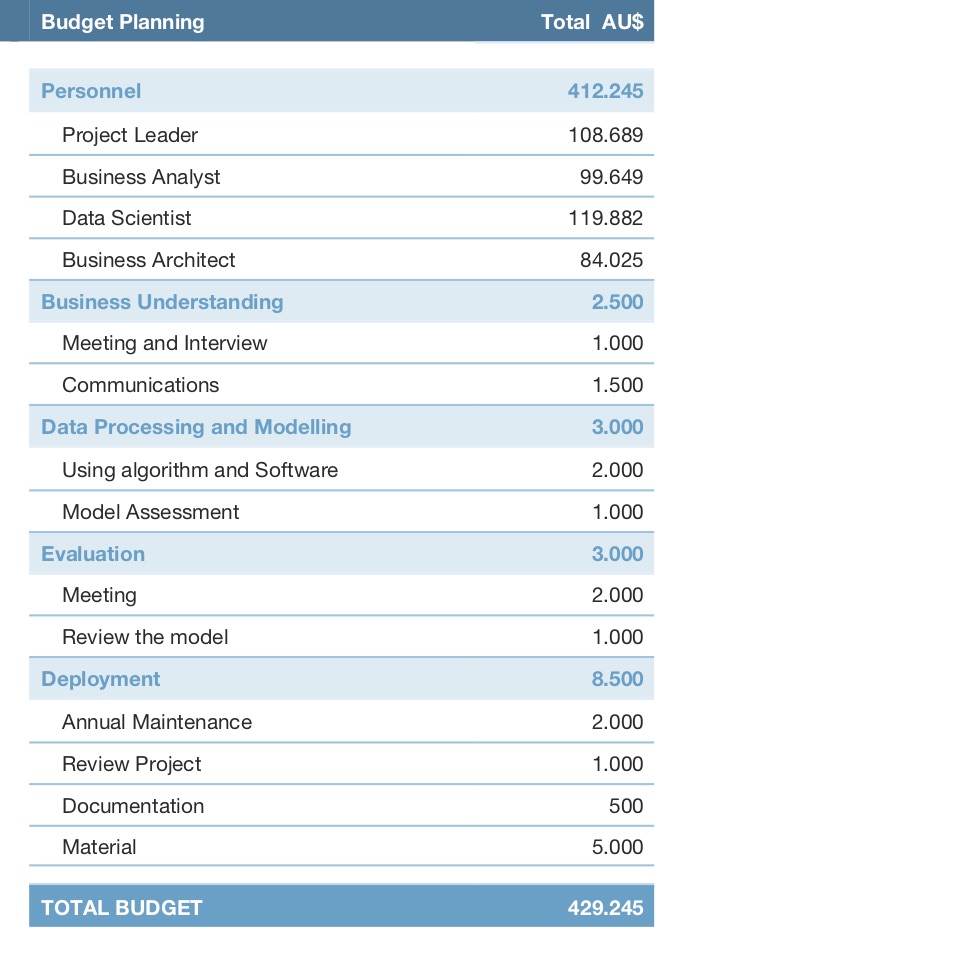 Budget Planning Total AU$
Personnel 412.245
Project Leader 108.689
Business Analyst 99.649
Data Scientist 119.882
Business Architect 84.025
Business Understanding 2.500
Meeting and Interview 1.000
Communications 1.500
Data Processing and Modelling 3.000
Using algorithm and Software 2.000
Model Assessment 1.000
Evaluation 3.000
Meeting 2.000
Review the model 1.000
Deployment 8.500
Annual Maintenance 2.000
Review Project 1.000
Documentation 500
Material 5.000
TOTAL BUDGET 429.245